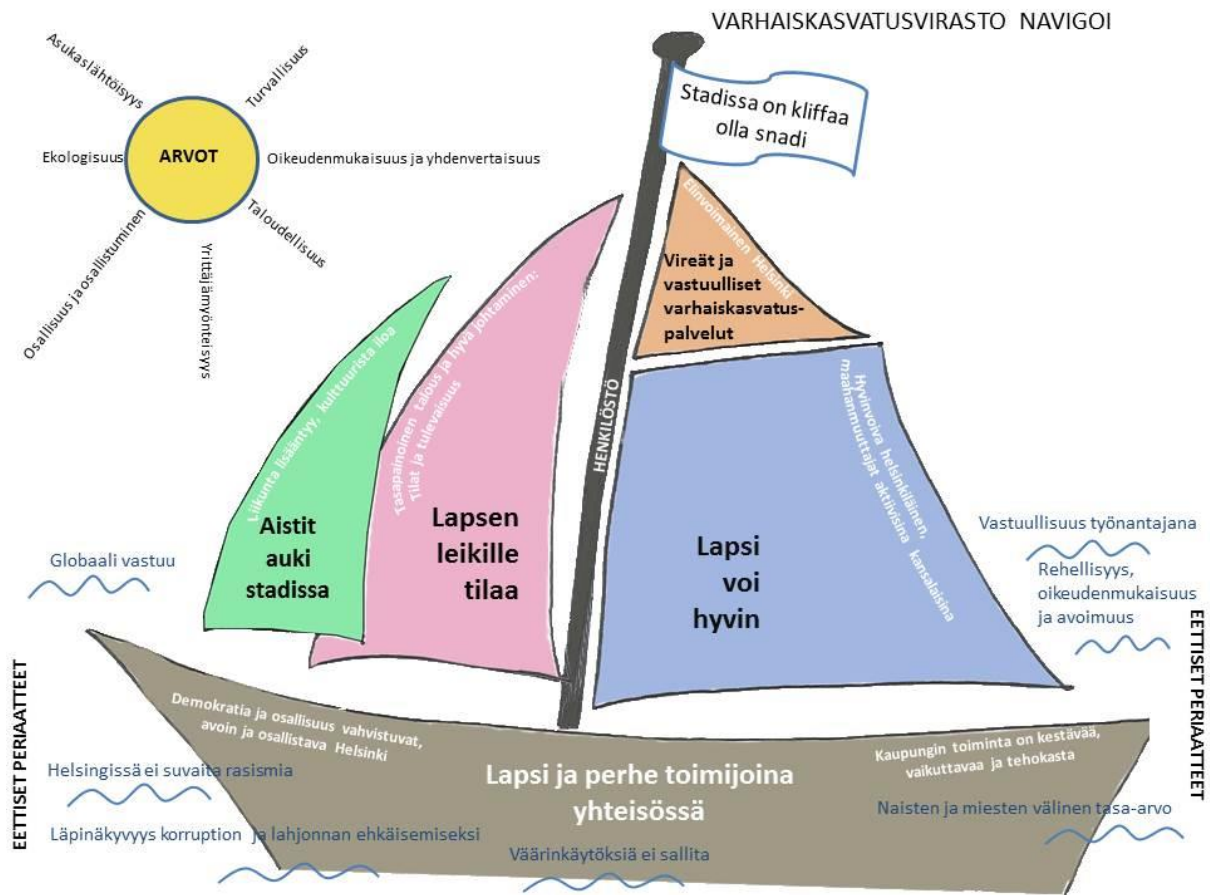 VARHAISKASVATUSVIRASTO NAVIGOI
Stadissa on kliffaa
olla snadi
Asukaslähtöisyys
Turvallisuus
Ekologisuus
ARVOT
Oikeudenmukaisuus ja yhdenvertaisuus
Osallisuus ja osallistuminen
Yrittäjämyönteisyys
Taloudellisuus
Elinvoimainen Helsinki
Vireät ja
vastuulliset
varhaiskasvatus-
palvelut
Liikunta lisääntyy, kulttuurista iloa
Aistit
auki
stadissa
Tasapainoinen talous ja hyvä johtaminen:
Tilat ja tulevaisuus
Lapsen
leikille
tilaa
HENKILÖSTÖ
Hyvinvoiva helsinkiläinen,
maahanmuuttajat aktiivisina kansalaisina
Lapsi
voi
hyvin
Globaali vastuu
Vastuullisuus työnantajana
Rehellisyys,
oikeudenmukaisuus
ja avoimuus
EETTISET PERIAATTEET
EETTISET PERIAATTEET
Demokratia ja osallisuus vahvistuvat,
avoin ja osallistava Helsinki
Kaupungin toiminta on kestävää,
vaikuttavaa ja tehokasta
Lapsi ja perhe toimijoina
yhteisössä
Helsingissä ei suvaita rasismia
Naisten ja miesten välinen tasa-arvo
Läpinäkyvyys korruption ja lahjonnan ehkäisemiseksi
Väärinkäytöksiä ei sallita